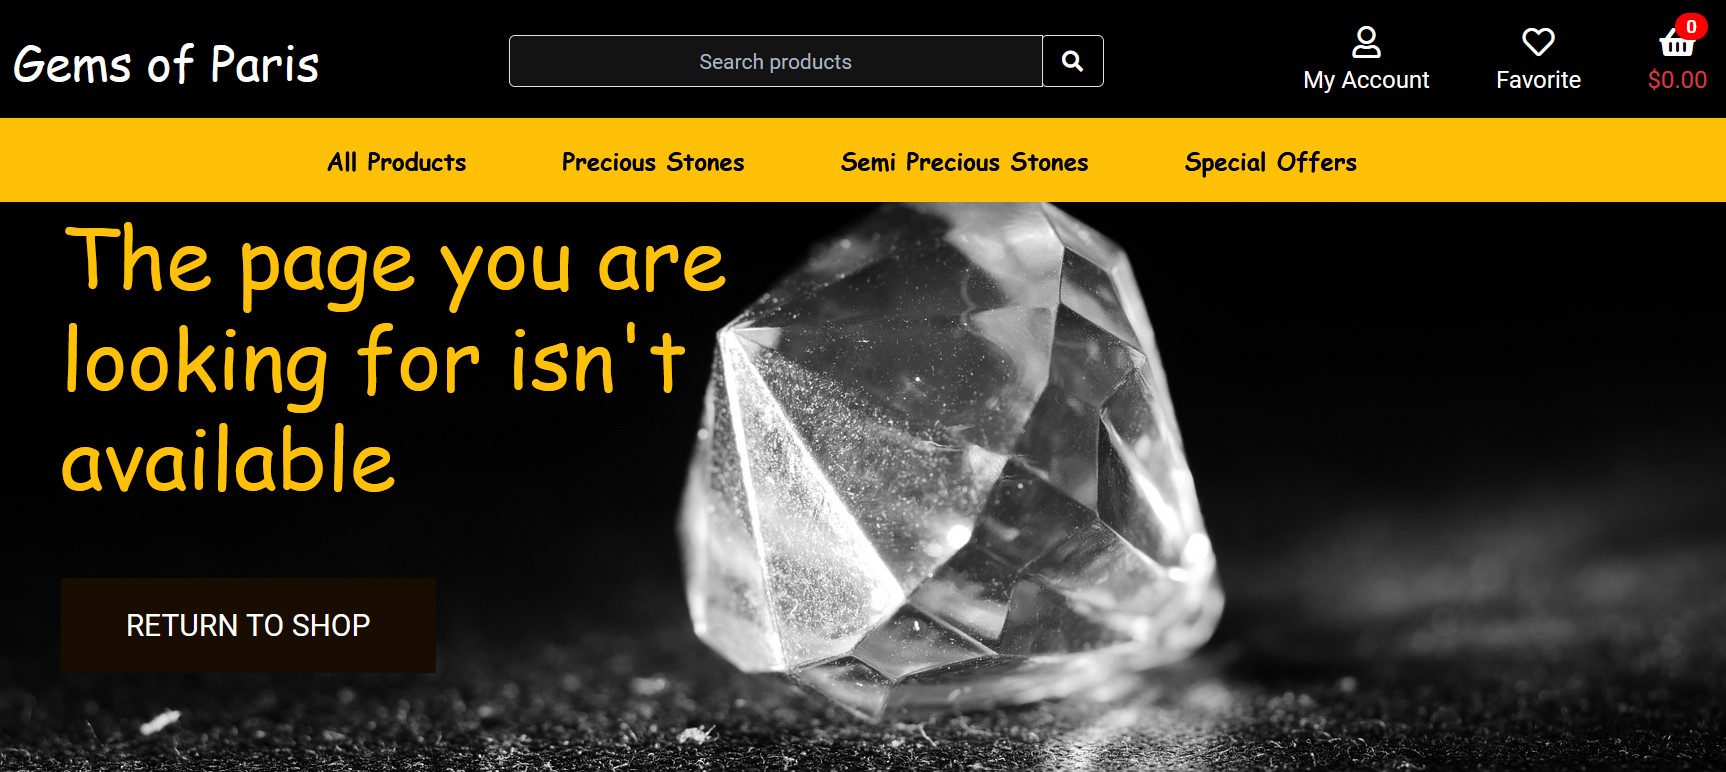 Gems of Paris
Search products
My Account
Favorite
0
$0.00
All Products
Precious Stones
Semi Precious Stones
Special Offers
The page you are
looking for isn't
available
RETURN TO SHOP